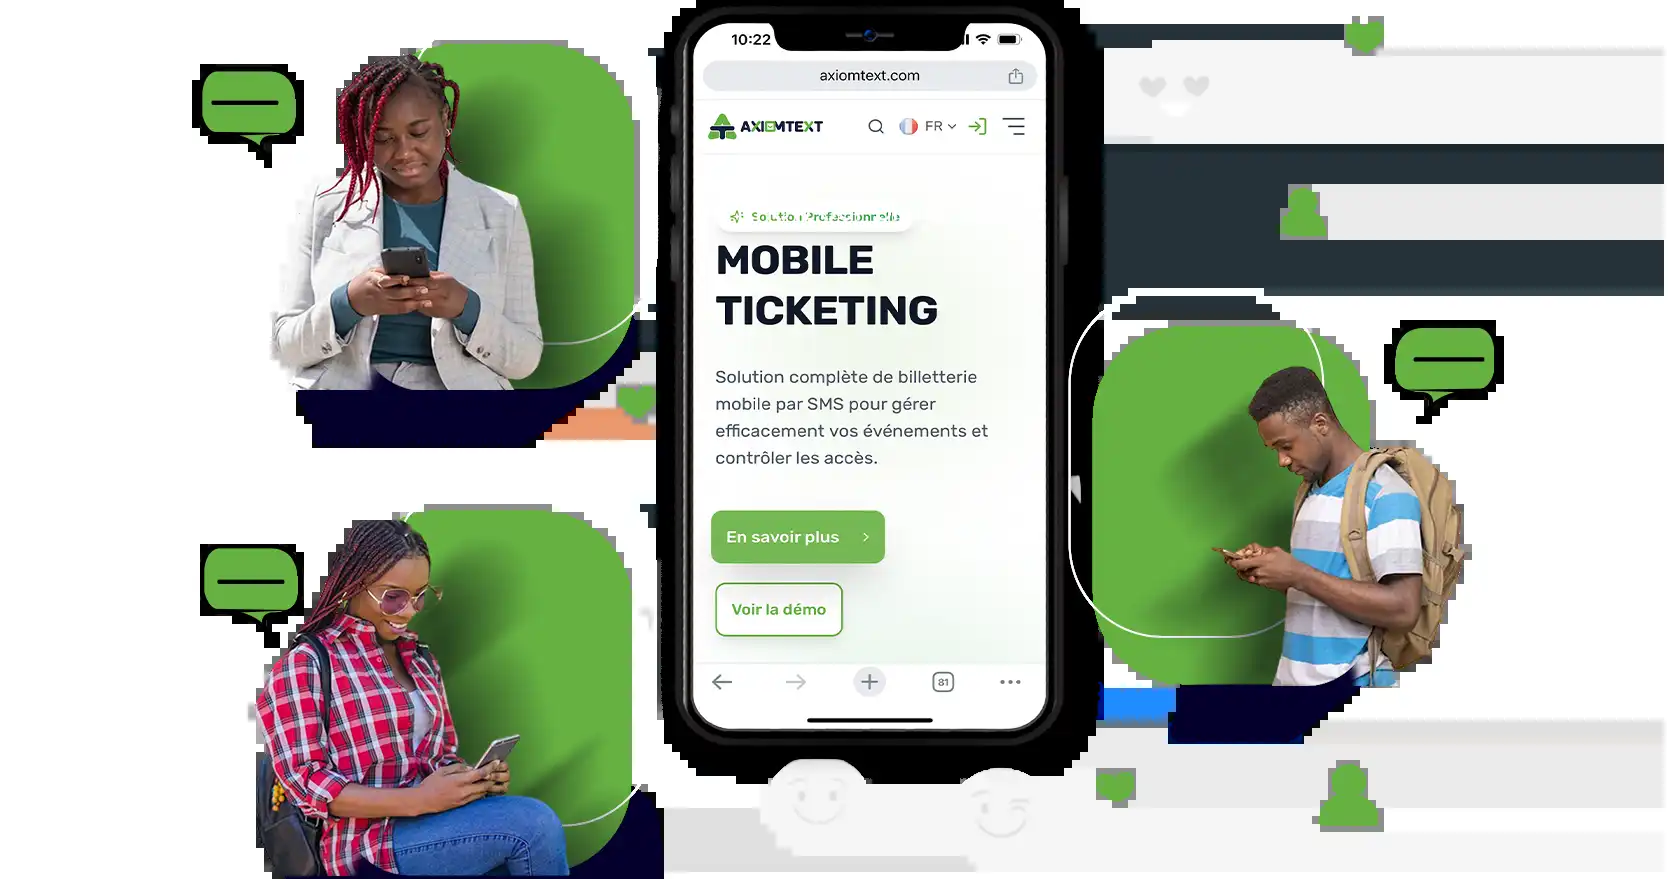 10:22
axiomtext.com
AXIOMTEXT
FR
Solution Professionnelle
MOBILE
TICKETING
Solution complète de billetterie
mobile par SMS pour gérer
efficacement vos événements et
contrôler les accès.
En savoir plus
Voir la démo
81